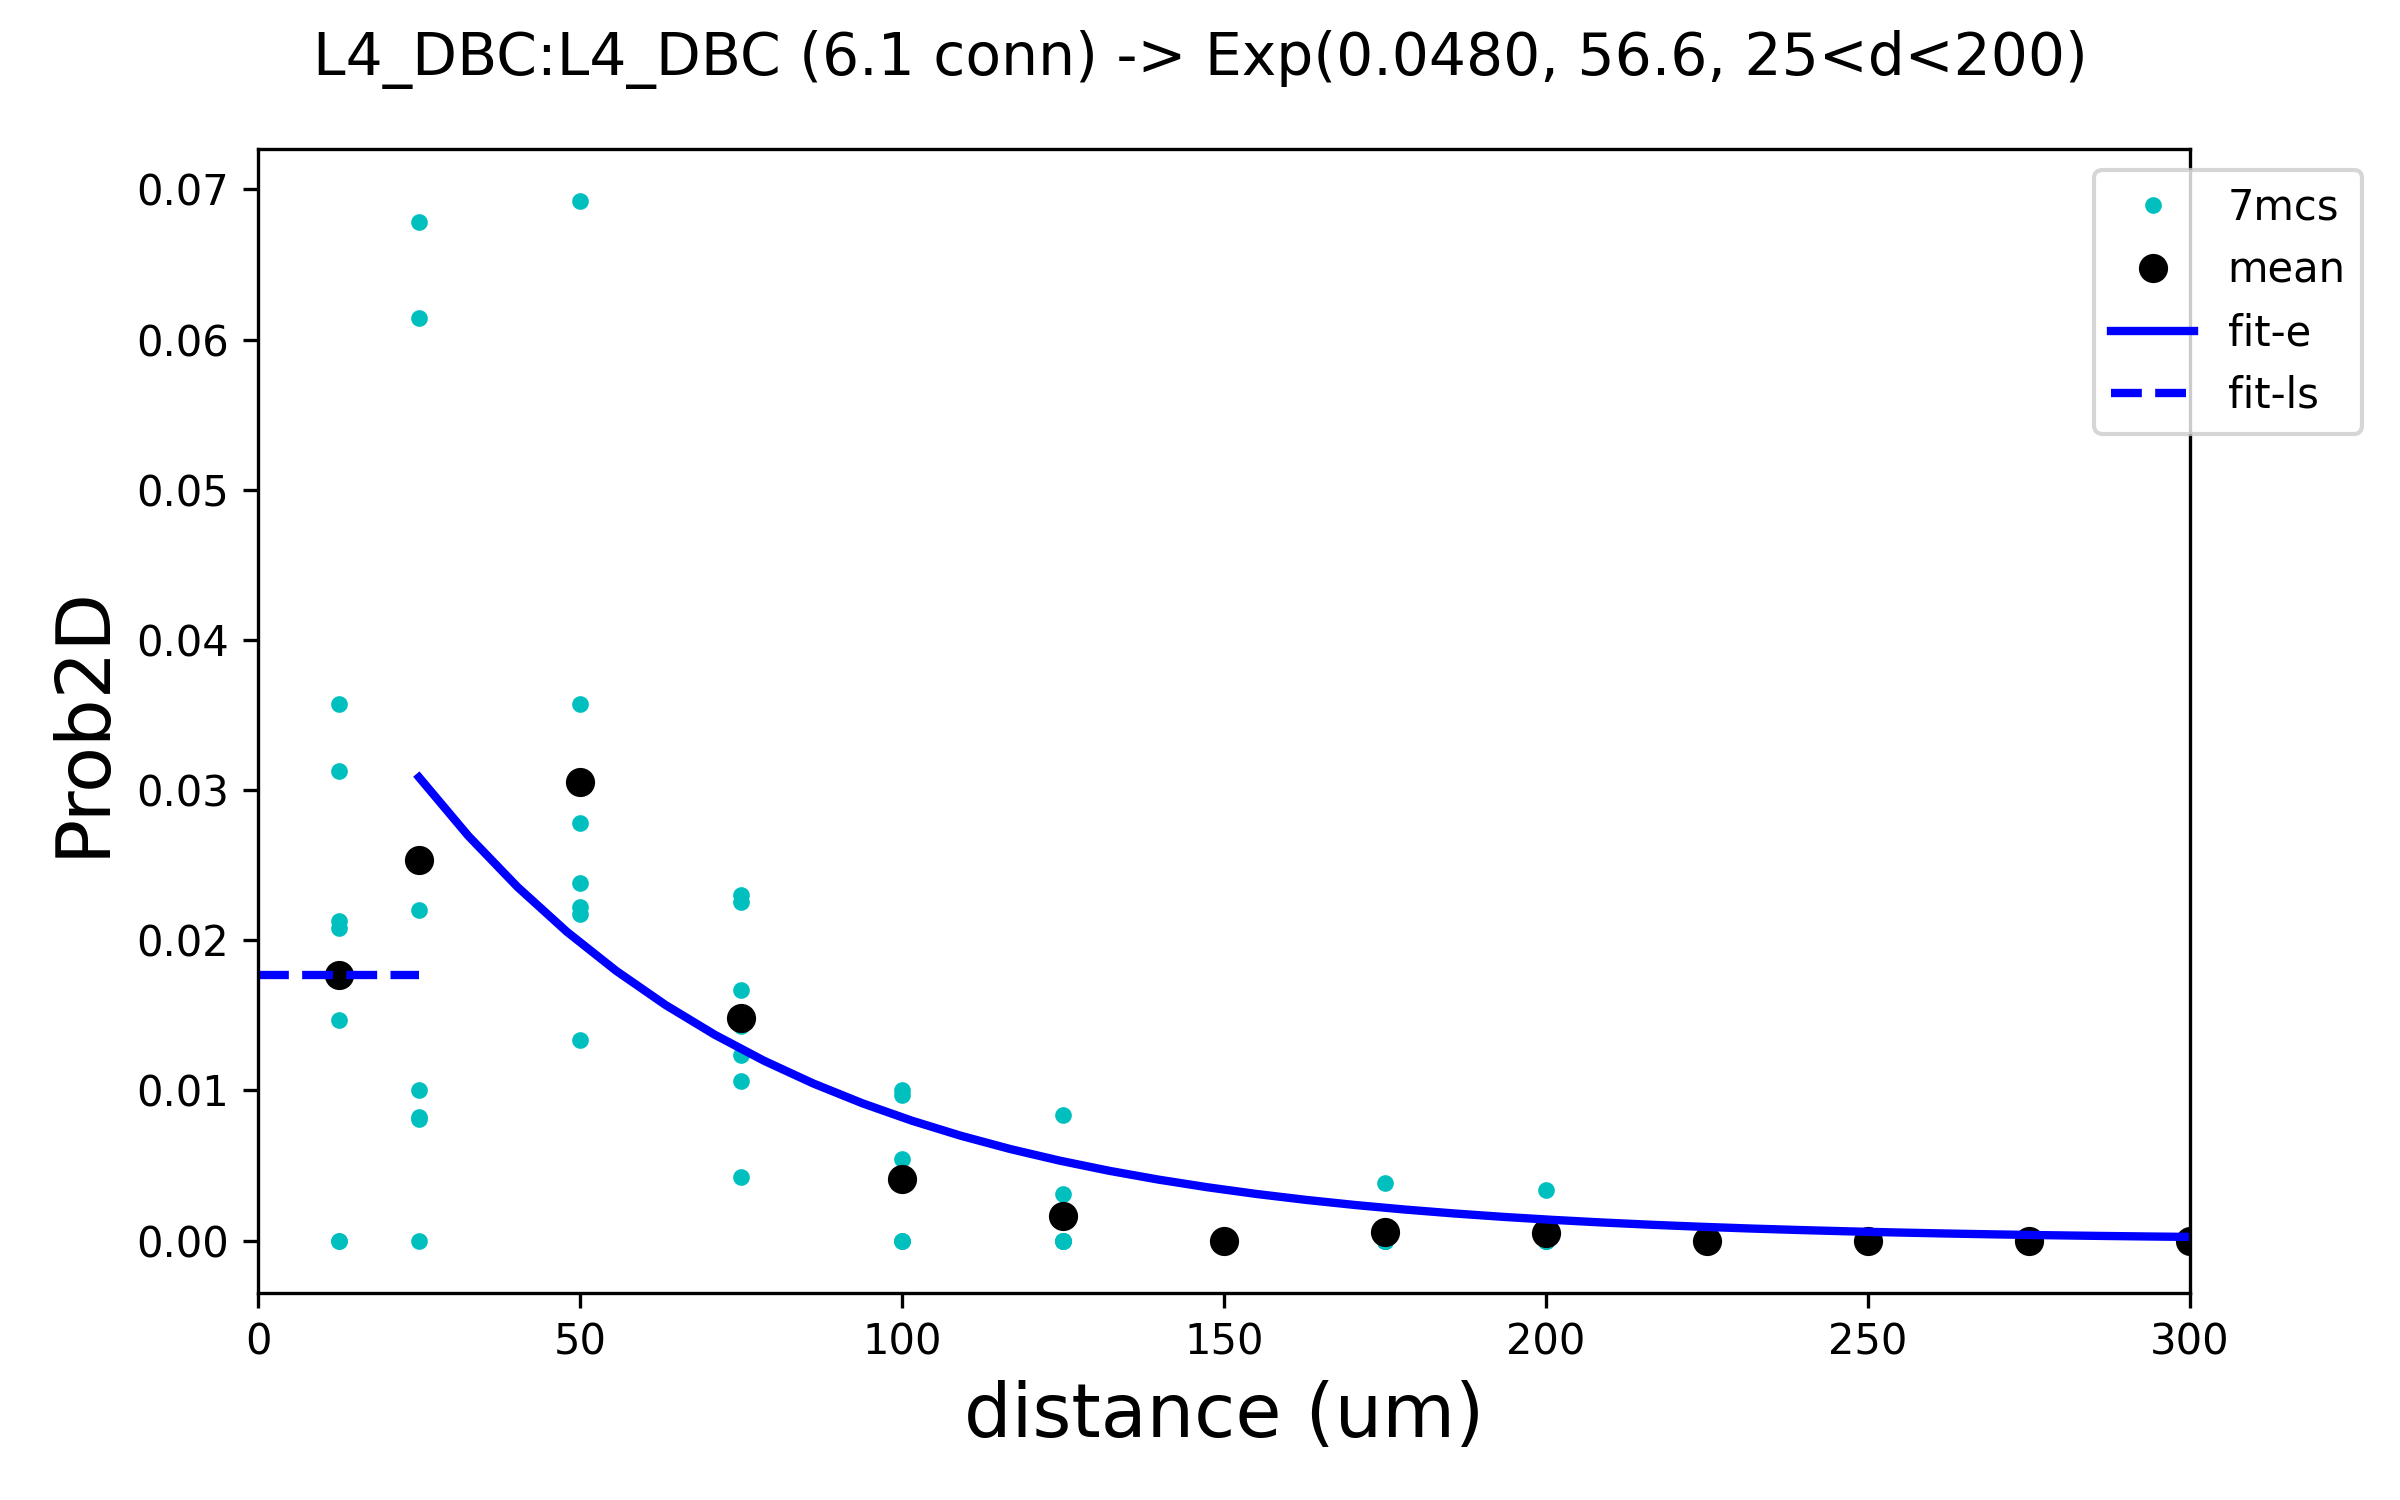 L4_DBC:L4_DBC (6.1 conn) -> Exp(0.0480, 56.6, 25<d<200)
7mcs
mean
fit-e
fit-ls
Prob2D
0.07
0.06
0.05
0.04
0.03
0.02
0.01
0.00
0 50 100 150 200 250 300
distance (um)